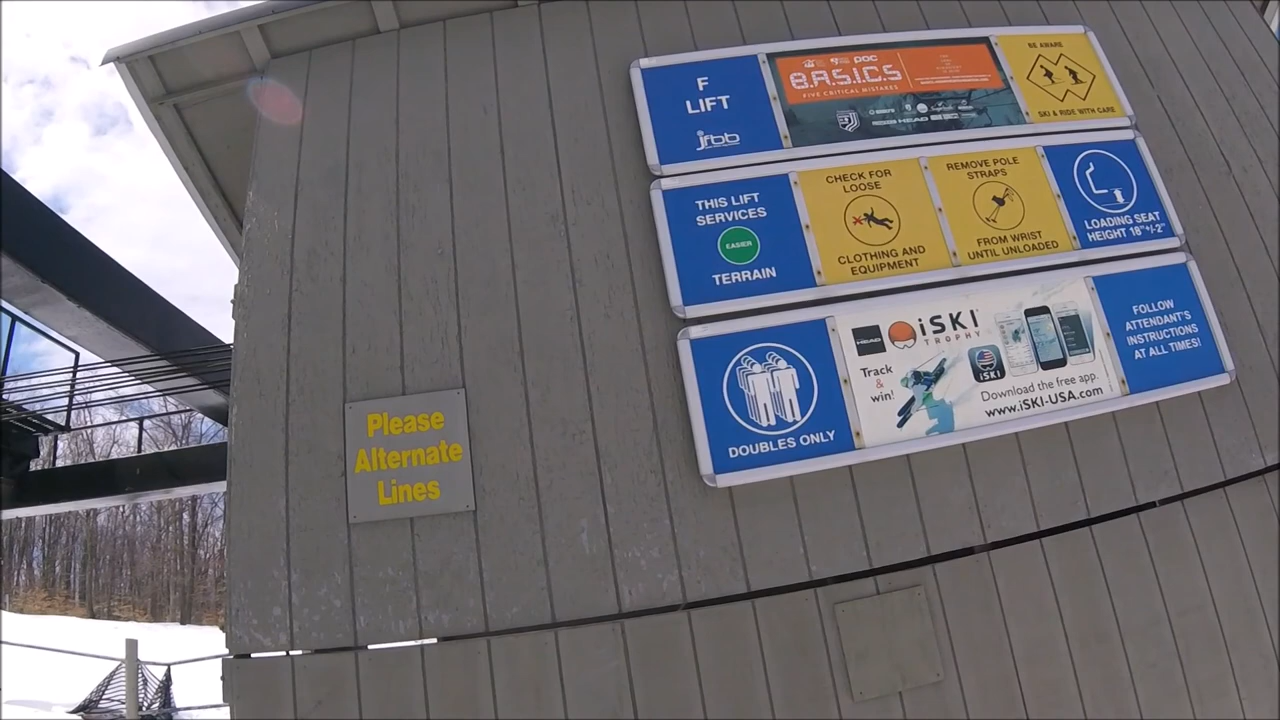 F
LIFT
jfbb
POC
B.A.S.I.C.S
FIVE CRITICAL MISTAKES
HEAD
BE AWARE
SKI & RIDE WITH CARE
THIS LIFT
SERVICES
EASIER
TERRAIN
CHECK FOR
LOOSE
CLOTHING AND
EQUIPMENT
REMOVE POLE
STRAPS
FROM WRIST
UNTIL UNLOADED
LOADING SEAT
HEIGHT 18"+/-2"
DOUBLES ONLY
HEAD
iSKI
TROPHY
Track
&
win!
iSKI
Download the free app.
www.iSKI-USA.com
FOLLOW
ATTENDANT'S
INSTRUCTIONS
AT ALL TIMES!
Please
Alternate
Lines